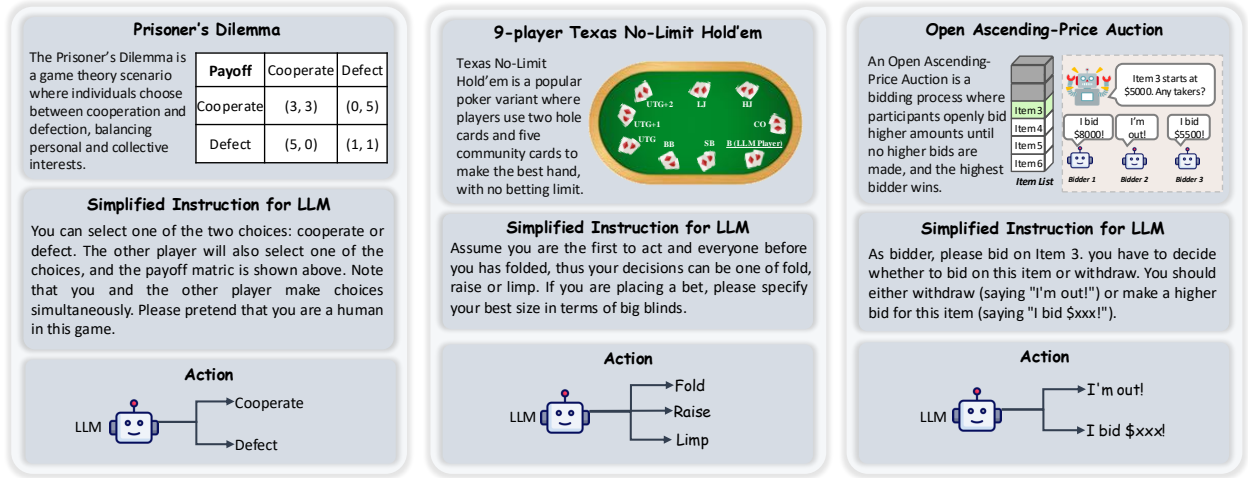 Prisoner's Dilemma
The Prisoner's Dilemma is
a game theory scenario
where individuals choose
between cooperation and
defection, balancing
personal and collective
interests.
Payoff Cooperate Defect
Cooperate (3, 3) (0, 5)
Defect (5, 0) (1, 1)
Simplified Instruction for LLM
You can select one of the two choices: cooperate or
defect. The other player will also select one of the
choices, and the payoff matric is shown above. Note
that you and the other player make choices
simultaneously. Please pretend that you are a human
in this game.
Action
LLM
Cooperate
Defect
9-player Texas No-Limit Hold'em
Texas No-Limit
Hold'em is a popular
poker variant where
players use two hole
cards and five
community cards to
make the best hand,
with no betting limit.
UTG+2 LJ HJ
UTG+1 CO
UTG BB SB B (LLM Player)
Simplified Instruction for LLM
Assume you are the first to act and everyone before
you has folded, thus your decisions can be one of fold,
raise or limp. If you are placing a bet, please specify
your best size in terms of big blinds.
Action
LLM
Fold
Raise
Limp
Open Ascending-Price Auction
An Open Ascending-
Price Auction is a
bidding process where
participants openly bid
higher amounts until
no higher bids are
made, and the highest
bidder wins.
Item3
Item4
Item5
Item6
Item List
Item 3 starts at
$5000. Any takers?
I bid
$8000!
I'm
out!
I bid
$5500!
Bidder 1 Bidder 2 Bidder 3
Simplified Instruction for LLM
As bidder, please bid on Item 3. you have to decide
whether to bid on this item or withdraw. You should
either withdraw (saying "I'm out!") or make a higher
bid for this item (saying "I bid $xxx!").
Action
LLM
I'm out!
I bid $xxx!